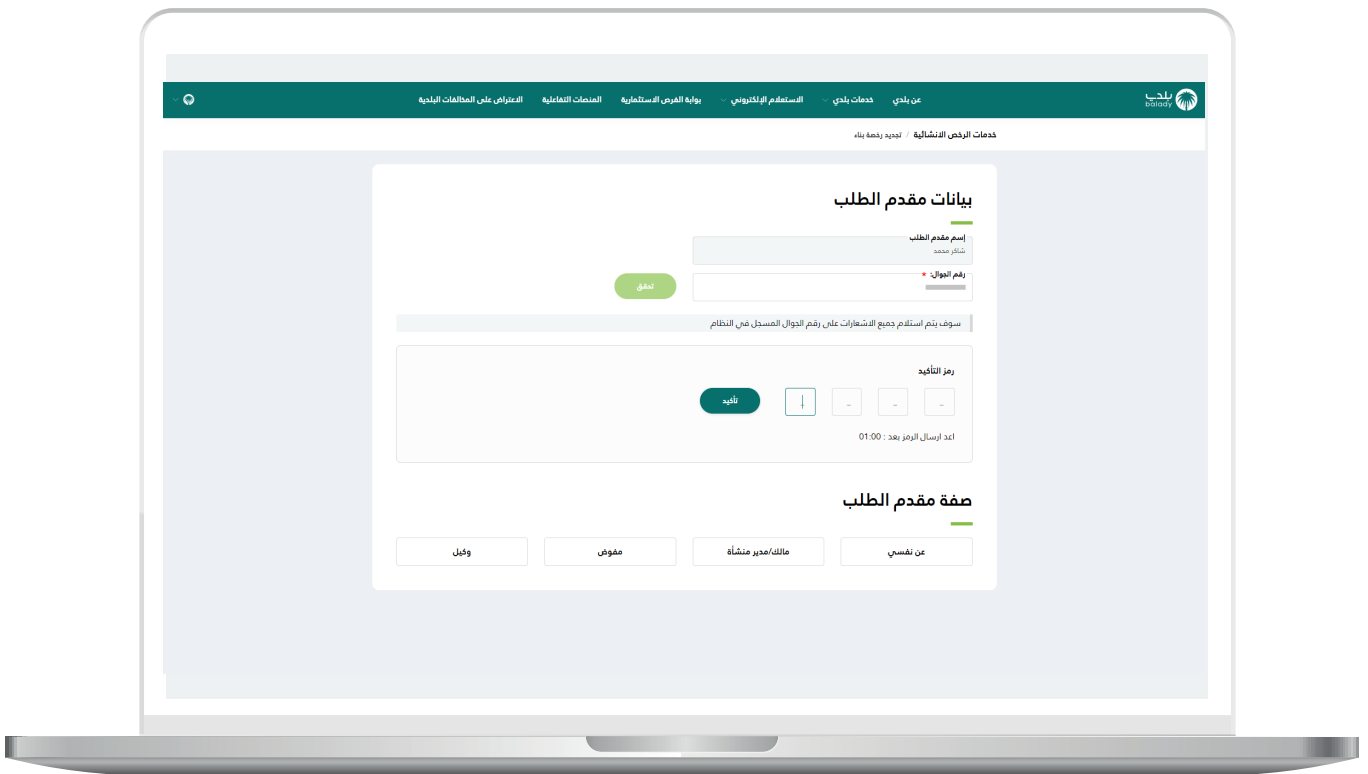 بلدي
balady
عن بلدي خدمات بلدي الاستعلام الإلكتروني بوابة الفرص الاستثمارية المنصات التفاعلية الاعتراض على المخالفات البلدية
خدمات الرخص الانشائية / تجديد رخصة بناء
بيانات مقدم الطلب
إسم مقدم الطلب
شاكر محمد
رقم الجوال: *
تحقق
سوف يتم استلام جميع الاشعارات على رقم الجوال المسجل في النظام
رمز التأكيد
تأكيد
اعد ارسال الرمز بعد : 01:00
صفة مقدم الطلب
عن نفسي مالك/مدير منشأة مفوض وكيل